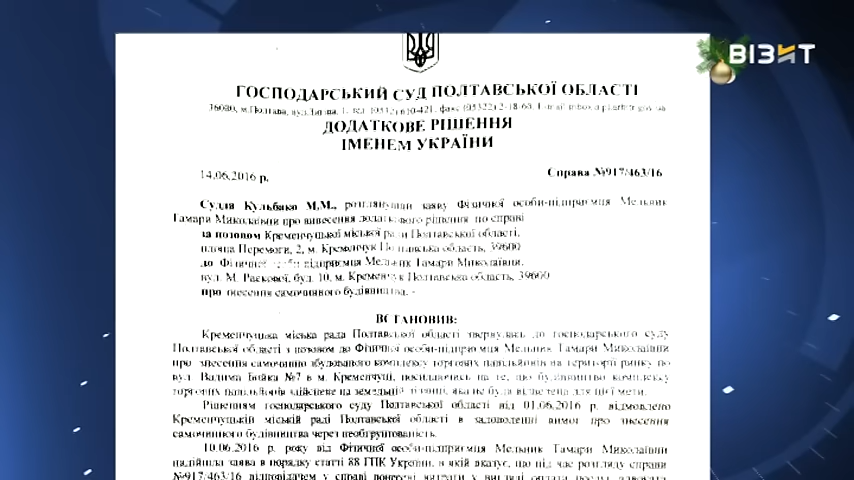 ВІЗИТ
ГОСПОДАРСЬКИЙ СУД ПОЛТАВСЬКОЇ ОБЛАСТІ
36000, м.Полтава,
ДОДАТКОВЕ РІШЕННЯ
ІМЕНЕМ УКРАЇНИ
14.06.2016 р. Справа №917/463/16
Суддя Кульбако М.М., розглянувши заяву Фізичної особи-підприємця Мельник
Тамари Миколаївни про винесення додаткового рішення по справі
за позовом Кременчуцької міської ради Полтавської області,
площа Перемоги, 2, м. Кременчук Полтавська область, 39600
до Фізичної особи підприємця Мельник Тамари Миколаївни,
вул. М. Раскової, буд. 10, м. Кременчук Полтавська область, 39600
про знесення самочинного будівництва. -
ВСТАНОВИВ:
Кременчуцька міська рада Полтавської області звернулась до господарського суду
Полтавської області з позовом до Фізичної особи-підприємця Мельник Тамари Миколаївни
про знесення самочинно збудованого комплексу торгових павільйонів на території ринку по
вул. Вадима Бойка №7 в м. Кременчуці, посилаючись на те, що будівництво комплексу
торгових павільйонів здійснене на земельній ділянці, яка не була відведена для цієї мети.
Рішенням господарського суду Полтавської області від 01.06.2016 р. відмовлено
Кременчуцькій міській раді Полтавської області в задоволенні вимог про знесення
самочинного будівництва через необґрунтованість.
10.06.2016 р. року від Фізичної особи-підприємця Мельник Тамари Миколаївни
надійшла заява в порядку статті 88 ГПК України, в якій вказує, що під час розгляду справи
№917/463/16 відповідачем у справі понесені витрати у вигляді оплати послуг адвоката